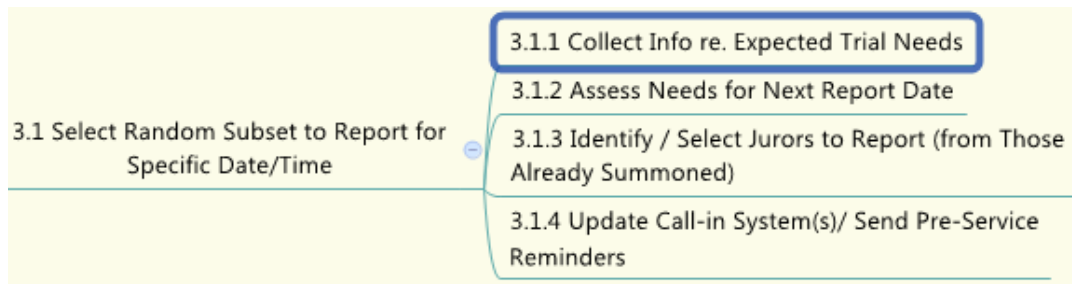 3.1 Select Random Subset to Report for
Specific Date/Time
3.1.1 Collect Info re. Expected Trial Needs
3.1.2 Assess Needs for Next Report Date
3.1.3 Identify / Select Jurors to Report (from Those
Already Summoned)
3.1.4 Update Call-in System(s)/ Send Pre-Service
Reminders